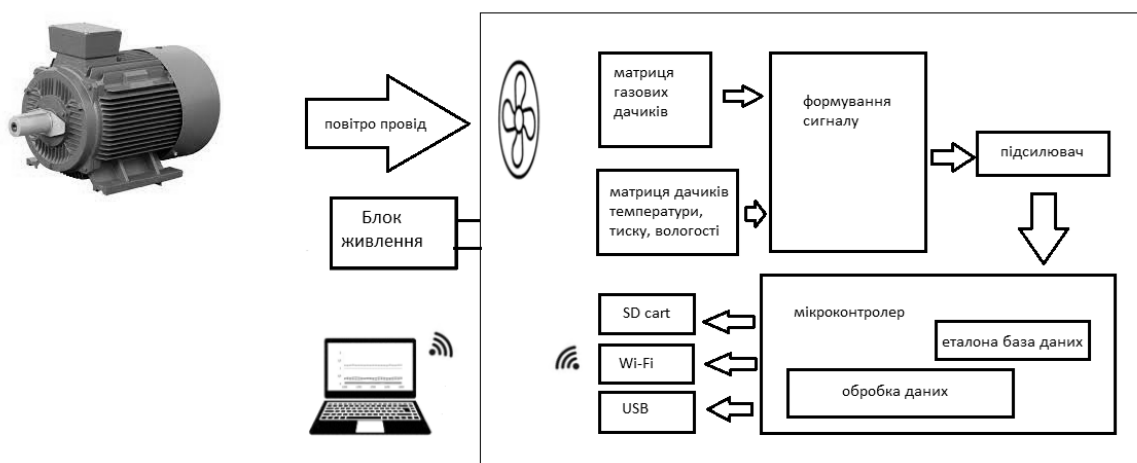 матриця
газових
дачиків
формування
сигналу
повітро провід
підсилювач
матриця дачиків
температури,
тиску, вологості
Блок
живлення
SD cart
мікроконтролер
еталона база даних
Wi-Fi
обробка даних
USB